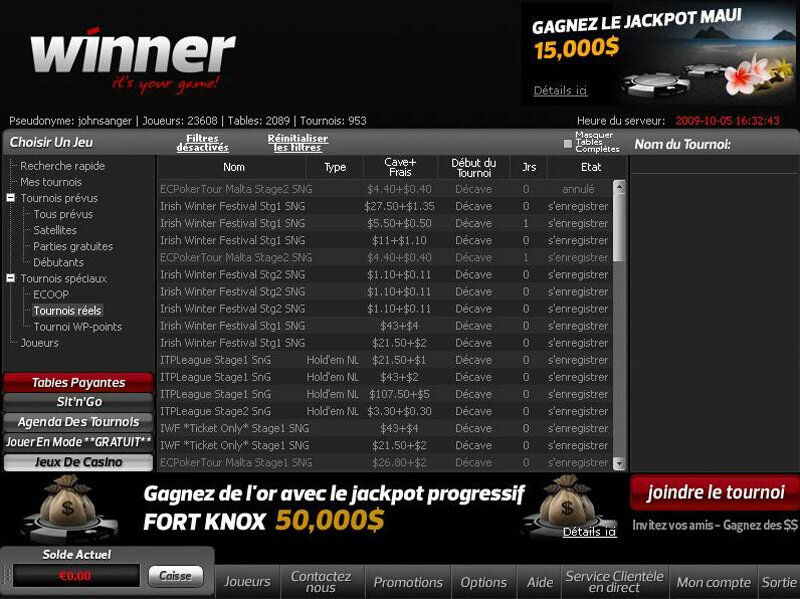 winner
it's your game!
GAGNEZ LE JACKPOT MAUI
15,000$
Détails ici
Pseudonyme: johnsanger | Joueurs: 23608 | Tables: 2089 | Tournois: 953
Heure du serveur: 2009-10-05 16:32:43
Choisir Un Jeu
Filtres désactivés
Réinitialiser les filtres
Masquer Tables Complètes
Nom du Tournoi:
Recherche rapide
Mes tournois
Tournois prévus
Tous prévus
Satellites
Parties gratuites
Débutants
Tournois spéciaux
ECOOP
Tournois réels
Tournoi WP-points
Joueurs
Nom Type Cave+ Frais Début du Tournoi Jrs Etat
ECPokerTour Malta Stage2 SNG $4.40+$0.40 Décave 0 annulé
Irish Winter Festival Stg1 SNG $27.50+$1.35 Décave 0 s'enregistrer
Irish Winter Festival Stg1 SNG $5.50+$0.50 Décave 1 s'enregistrer
Irish Winter Festival Stg1 SNG $11+$1.10 Décave 0 s'enregistrer
ECPokerTour Malta Stage2 SNG $4.40+$0.40 Décave 1 s'enregistrer
Irish Winter Festival Stg2 SNG $1.10+$0.11 Décave 0 s'enregistrer
Irish Winter Festival Stg2 SNG $1.10+$0.11 Décave 0 s'enregistrer
Irish Winter Festival Stg2 SNG $1.10+$0.11 Décave 0 s'enregistrer
Irish Winter Festival Stg1 SNG $43+$4 Décave 0 s'enregistrer
Irish Winter Festival Stg1 SNG $21.50+$2 Décave 0 s'enregistrer
ITPLeague Stage1 SnG Hold'em NL $21.50+$1 Décave 0 s'enregistrer
ITPLeague Stage1 SnG Hold'em NL $43+$2 Décave 0 s'enregistrer
ITPLeague Stage1 SnG Hold'em NL $107.50+$5 Décave 0 s'enregistrer
ITPLeague Stage2 SnG Hold'em NL $3.30+$0.30 Décave 0 s'enregistrer
IWF *Ticket Only* Stage1 SNG $43+$4 Décave 0 s'enregistrer
IWF *Ticket Only* Stage1 SNG $21.50+$2 Décave 0 s'enregistrer
ECPokerTour Malta Stage1 SNG $26.80+$2 Décave 0 s'enregistrer
Tables Payantes
Sit'n'Go
Agenda Des Tournois
Jouer En Mode **GRATUIT**
Jeux De Casino
Gagnez de l'or avec le jackpot progressif
FORT KNOX 50,000$
Détails ici
joindre le tournoi
Invitez vos amis – Gagnez des $$
Solde Actuel
€0.00
Caisse
Joueurs
Contactez nous
Promotions
Options
Aide
Service Clientèle en direct
Mon compte
Sortie